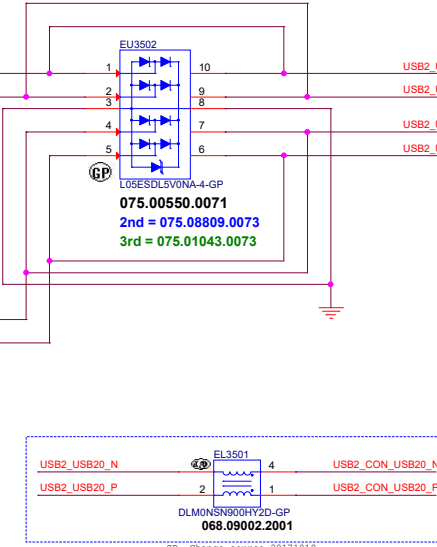 EU3502
1
10
USB2_U
2
9
USB2_U
3
8
4
7
USB2_U
5
6
USB2_U
GP
L05ESDL5V0NA-4-GP
075.00550.0071
2nd = 075.08809.0073
3rd = 075.01043.0073
EL3501
USB2_USB20_N
4
USB2_CON_USB20_N
USB2_USB20_P
2
1
USB2_CON_USB20_P
DLM0NSN900HY2D-GP
068.09002.2001